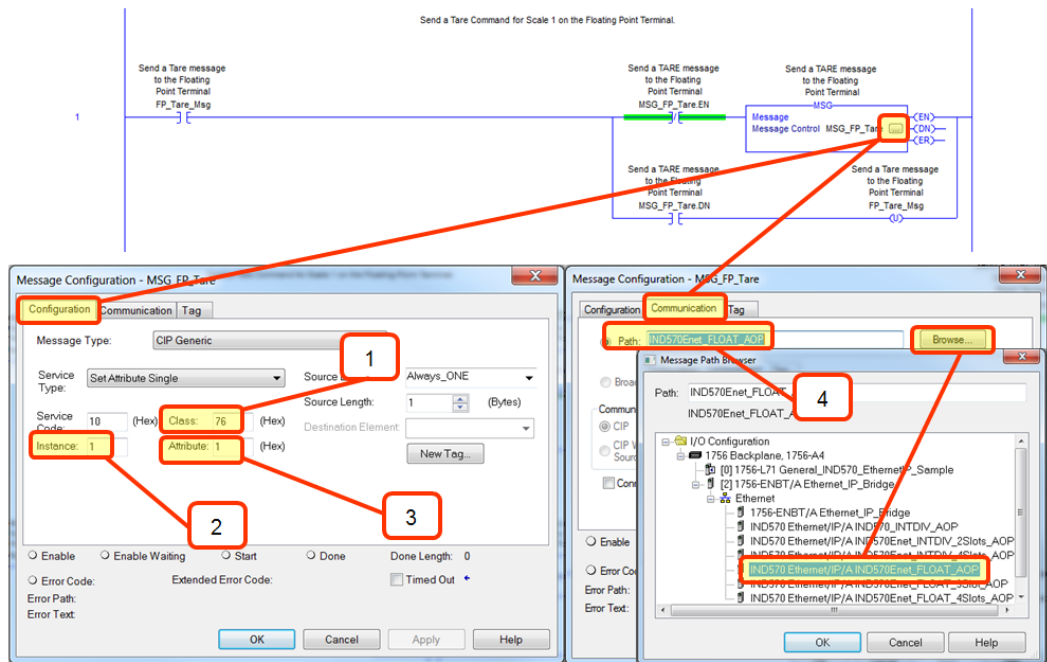 Send a Tare Command for Scale 1 on the Floating Point Terminal.
Send a Tare message
to the Floating
Point Terminal
FP_Tare_Msg
Send a TARE message
to the Floating
Point Terminal
MSG_FP_Tare.EN
Send a TARE message
to the Floating
Point Terminal
MSG
Message
Message Control MSG_FP_Tare ...
EN
DN
ER
1
Send a TARE message
to the Floating
Point Terminal
MSG_FP_Tare.DN
Send a Tare message
to the Floating
Point Terminal
FP_Tare_Msg
U
Message Configuration - MSG_FP_Tare
Configuration Communication Tag
Message Type: CIP Generic
1
Service Type: Set Attribute Single
Always_ONE
Source Length: 1 (Bytes)
Service Code: 10 (Hex) Class: 76 (Hex)
Destination Element:
Instance: 1 Attribute: 1 (Hex)
New Tag...
2
3
Enable Enable Waiting Start Done Done Length: 0
Error Code: Extended Error Code: Timed Out
Error Path:
Error Text:
OK Cancel Apply Help
Message Configuration - MSG_FP_Tare
Configuration Communication Tag
Path: IND570Enet_FLOAT_AOP Browse...
CIP
Enable
Error Path:
Error Text:
Message Path Browser
Path: IND570Enet_FLOAT_
4
I/O Configuration
1756 Backplane, 1756-A4
[0] 1756-L71 General_IND570_EthernetIP_Sample
[2] 1756-ENBT/A Ethernet_IP_Bridge
Ethernet
1756-ENBT/A Ethernet_IP_Bridge
IND570 Ethernet/IP/A IND570_INTDIV_AOP
IND570 Ethernet/IP/A IND570Enet_INTDIV_2Slots_AOP
IND570 Ethernet/IP/A IND570Enet_INTDIV_4Slots_AOP
IND570 Ethernet/IP/A IND570Enet_FLOAT_AOP
IND570 Ethernet/IP/A IND570Enet_FLOAT_4Slots_AOP
OK Cancel Help